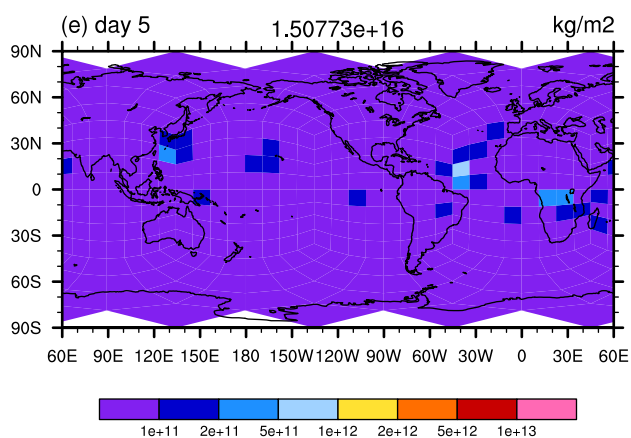 (e) day 5 1.50773e+16 kg/m2
90N
60N
30N
0
30S
60S
90S
60E 90E 120E 150E 180 150W 120W 90W 60W 30W 0 30E 60E
1e+11 2e+11 5e+11 1e+12 2e+12 5e+12 1e+13